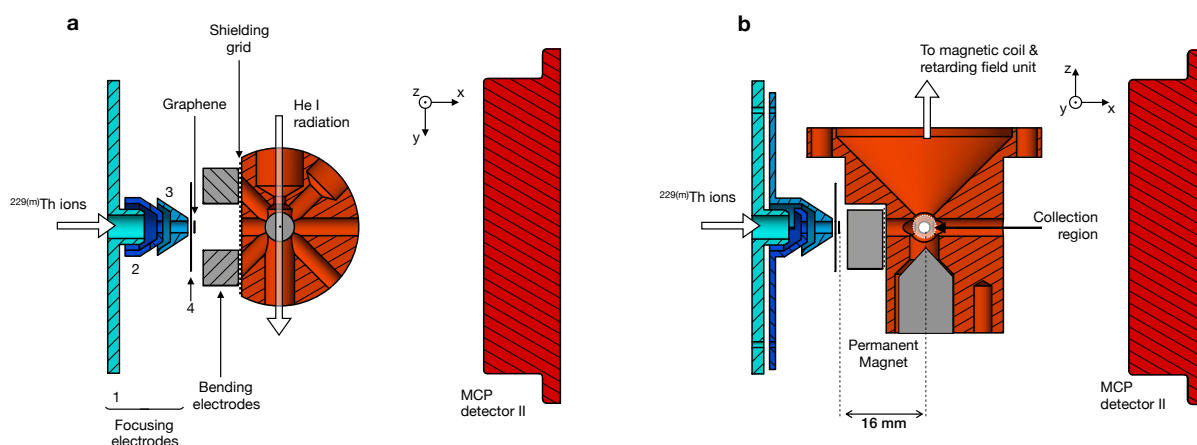 a
Shielding
grid
Graphene
He I
radiation
z
x
y
229(m)Th ions
3
2
4
1
Focusing
electrodes
Bending
electrodes
MCP
detector II
b
To magnetic coil &
retarding field unit
z
y
x
229(m)Th ions
Collection
region
Permanent
Magnet
16 mm
MCP
detector II